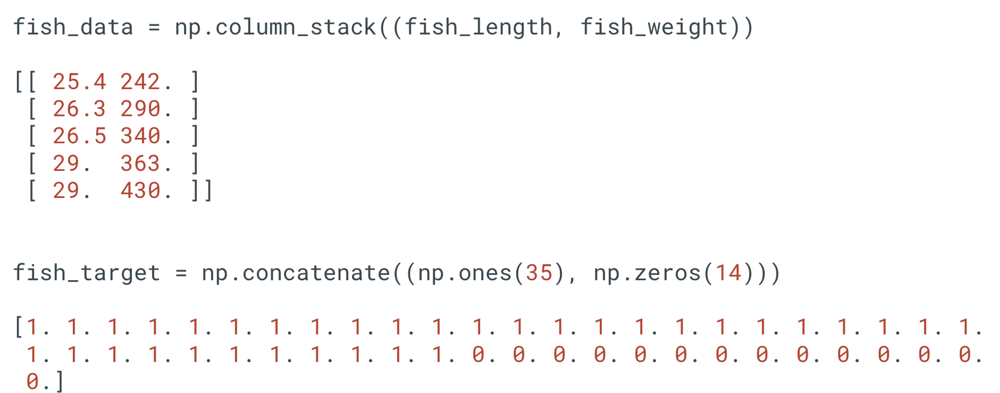 fish_data = np.column_stack((fish_length, fish_weight))
[[ 25.4 242. ]
[ 26.3 290. ]
[ 26.5 340. ]
[ 29. 363. ]
[ 29. 430. ]]
fish_target = np.concatenate((np.ones(35), np.zeros(14)))
[1. 1. 1. 1. 1. 1. 1. 1. 1. 1. 1. 1. 1. 1. 1. 1. 1. 1. 1. 1. 1. 1. 1. 1.
1. 1. 1. 1. 1. 1. 1. 1. 1. 1. 1. 0. 0. 0. 0. 0. 0. 0. 0. 0. 0. 0. 0. 0.
0.]